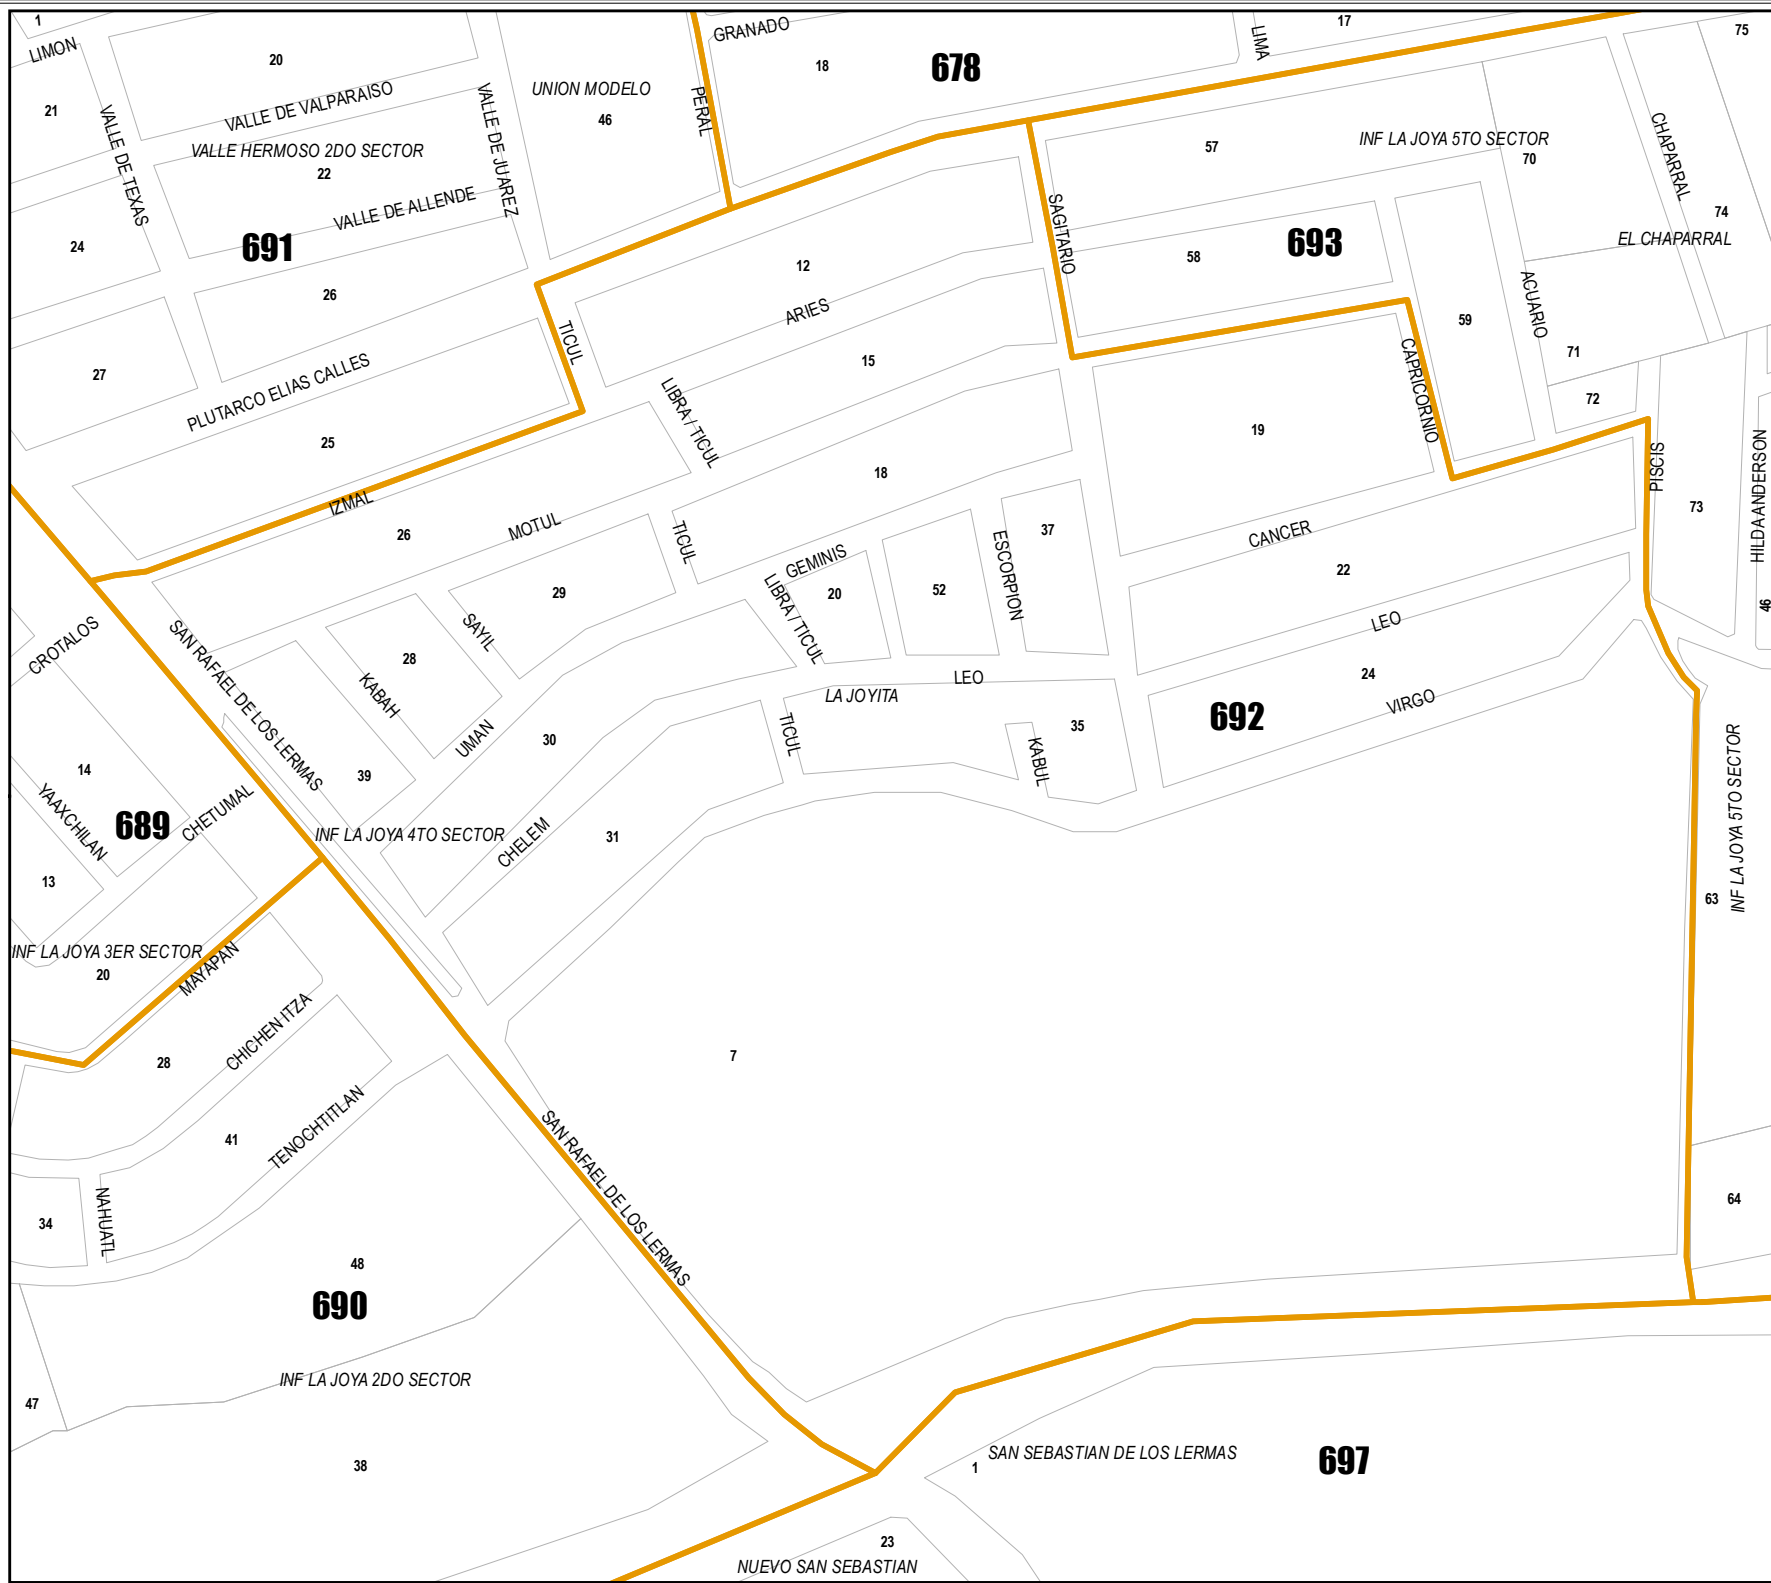 1
LIMON
20
GRANADO
17
LIMA
75
678
18
UNION MODELO
46
PERAL
21
VALLE DE VALPARAISO
VALLE DE TEXAS
VALLE DE JUAREZ
VALLE HERMOSO 2DO SECTOR
22
57
INF LA JOYA 5TO SECTOR
70
CHAPARRAL
VALLE DE ALLENDE
24
691
SAGITARIO
74
EL CHAPARRAL
693
58
12
26
ARIES
ACUARIO
59
TICUL
27
15
71
CAPRICORNIO
PLUTARCO ELIAS CALLES
LIBRA / TICUL
72
25
19
18
PISCIS
HILDA ANDERSON
IZMAL
26
MOTUL
TICUL
37
73
CANCER
GEMINIS
ESCORPION
22
29
LIBRA / TICUL
20
52
46
CROTALOS
SAYIL
LEO
SAN RAFAEL DE LOS LERMAS
28
KABAH
LEO
24
LA JOYITA
VIRGO
692
TICUL
35
UMAN
30
KABUL
INF LA JOYA 5TO SECTOR
14
39
YAAXCHILAN
689
CHETUMAL
INF LA JOYA 4TO SECTOR
CHELEM
31
13
63
INF LA JOYA 3ER SECTOR
20
MAYAPAN
28
CHICHEN ITZA
7
41
TENOCHTITLAN
SAN RAFAEL DE LOS LERMAS
34
NAHUATL
64
48
690
INF LA JOYA 2DO SECTOR
47
38
SAN SEBASTIAN DE LOS LERMAS
1
697
23
NUEVO SAN SEBASTIAN